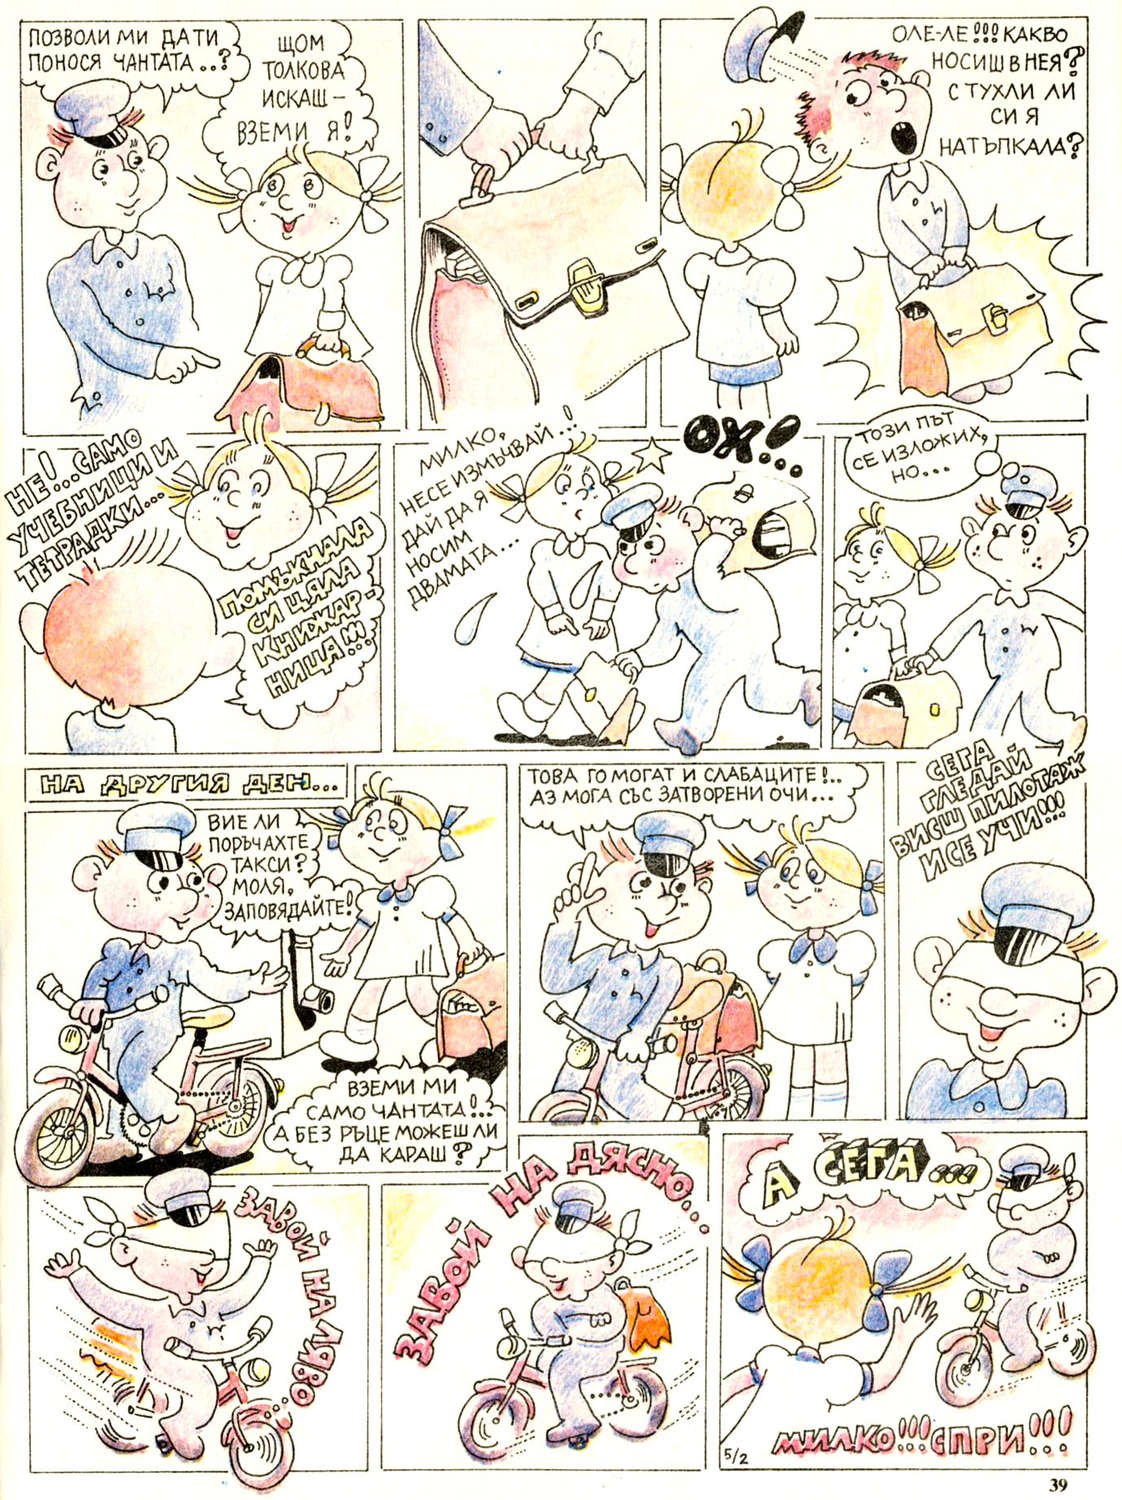 ПОЗВОЛИ МИ ДА ТИ
ПОНОСЯ ЧАНТАТА..?
ЩОМ
ТОЛКОВА
ИСКАШ –
ВЗЕМИ Я!
ОЛЕ-ЛЕ!!! КАКВО
НОСИШ В НЕЯ?
С ТУХЛИ ЛИ
СИ Я
НАТЪПКАЛА?
НЕ!...САМО
УЧЕБНИЦИ И
ТЕТРАДКИ...
ПОМЪКНАЛА
СИ ЦЯЛА
КНИЖАР-
НИЦА!!!
МИЛКО,
НЕ СЕ ИЗМЪЧВАЙ..!
ДАЙ ДА Я
НОСИМ
ДВАМАТА...
ОХ!...
ТОЗИ ПЪТ
СЕ ИЗЛОЖИХ,
НО...
НА ДРУГИЯ ДЕН...
ВИЕ ЛИ
ПОРЪЧАХТЕ
ТАКСИ?
МОЛЯ,
ЗАПОВЯДАЙТЕ!
ВЗЕМИ МИ
САМО ЧАНТАТА!..
А БЕЗ РЪЦЕ МОЖЕШ ЛИ
ДА КАРАШ?
ТОВА ГО МОГАТ И СЛАБАЦИТЕ!..
АЗ МОГА СЪС ЗАТВОРЕНИ ОЧИ...
СЕГА
ГЛЕДАЙ
ВИСШ ПИЛОТАЖ
И СЕ УЧИ!!!
ЗАВОЙ НА ЛЯВО...
ЗАВОЙ НА ДЯСНО...
А СЕГА...
МИЛКО!!! СПРИ!!!
5/2
39